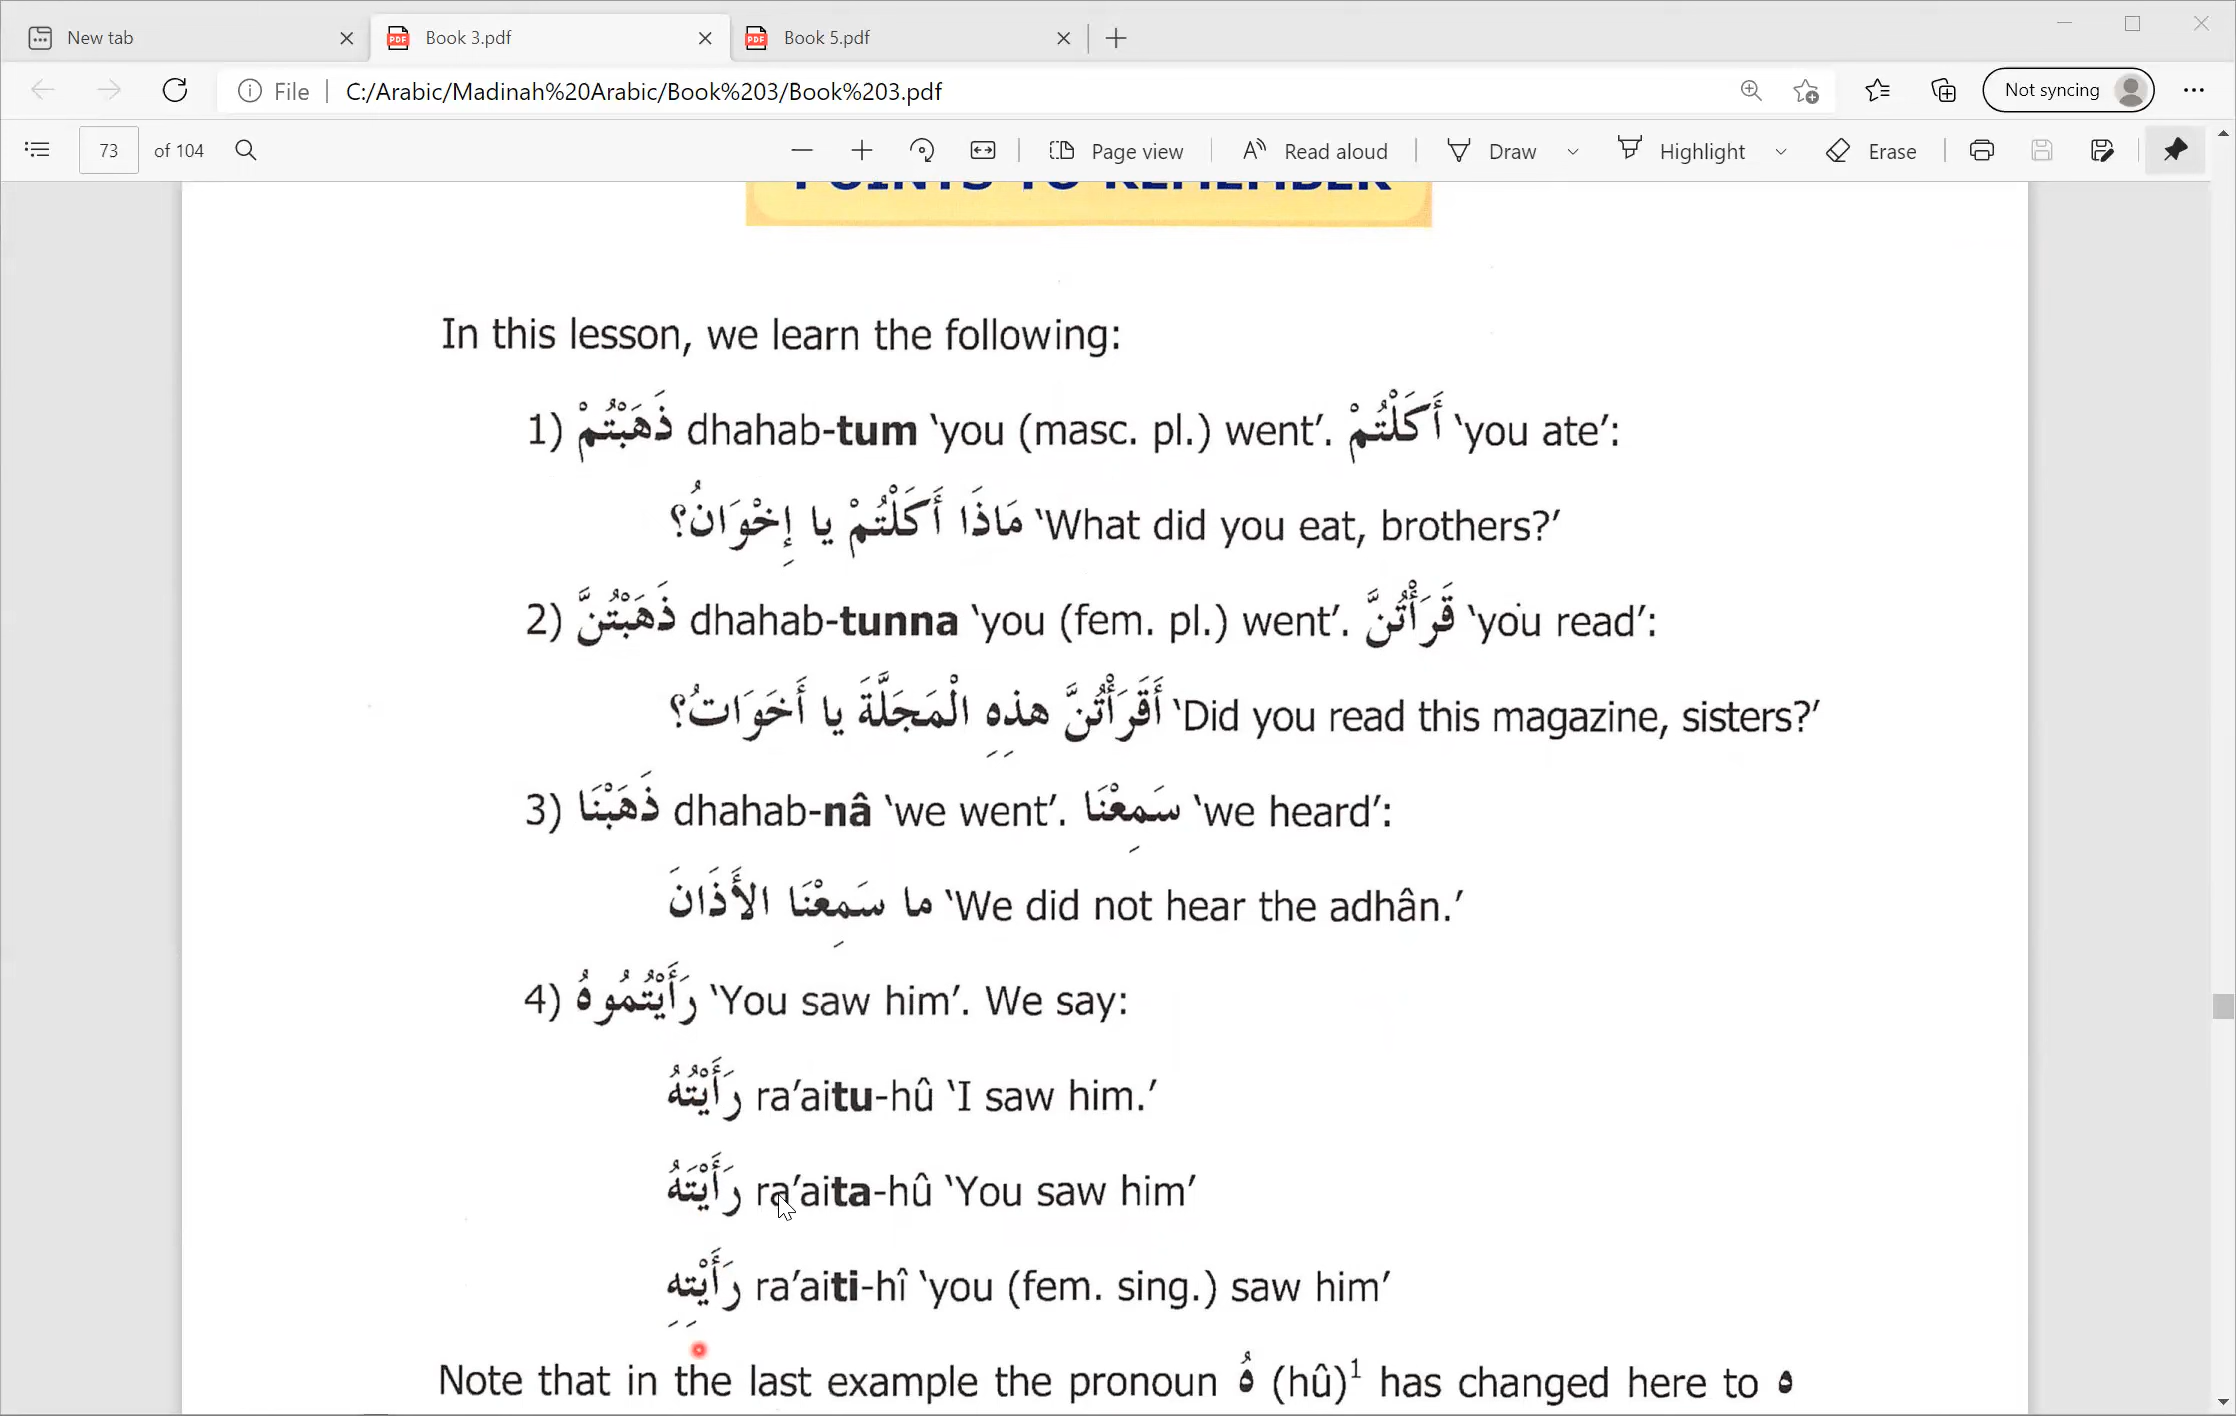 New tab
Book 3.pdf
Book 5.pdf
File
C:/Arabic/Madinah%20Arabic/Book%203/Book%203.pdf
Not syncing
73 of 104
Page view
Read aloud
Draw
Highlight
Erase
POINTS TO REMEMBER
In this lesson, we learn the following:
1) ذَهَبْتُمْ dhahab-tum ‘you (masc. pl.) went’. أَكَلْتُمْ ‘you ate’:
مَاذَا أَكَلْتُمْ يا إِخْوَانُ؟ ‘What did you eat, brothers?’
2) ذَهَبْتُنَّ dhahab-tunna ‘you (fem. pl.) went’. قَرَأْتُنَّ ‘you read’:
أَقَرَأْتُنَّ هذِهِ الْمَجَلَّةَ يا أَخَوَاتُ؟ ‘Did you read this magazine, sisters?’
3) ذَهَبْنَا dhahab-nâ ‘we went’. سَمِعْنَا ‘we heard’:
ما سَمِعْنَا الأَذَانَ ‘We did not hear the adhân.’
4) رَأَيْتُمُوهُ ‘You saw him’. We say:
رَأَيْتُهُ ra’aitu-hû ‘I saw him.’
رَأَيْتَهُ ra’aita-hû ‘You saw him’
رَأَيْتِهِ ra’aiti-hî ‘you (fem. sing.) saw him’
Note that in the last example the pronoun هُ (hû)¹ has changed here to ه